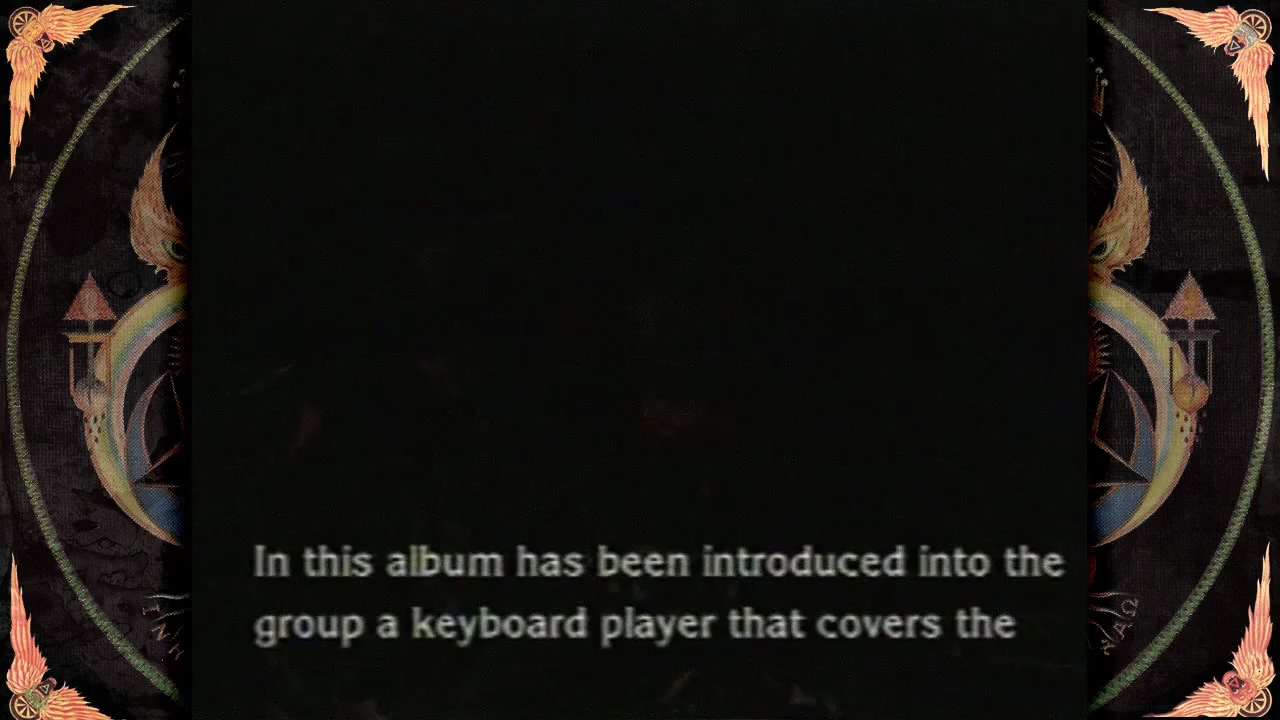 In this album has been introduced into the
group a keyboard player that covers the